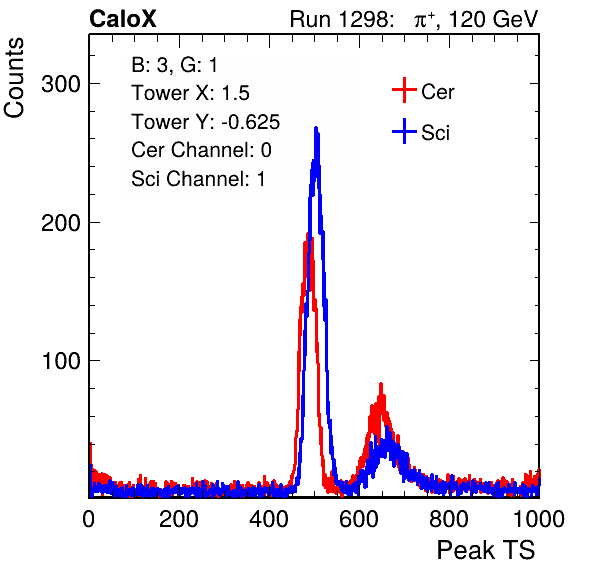 CaloX Run 1298: π⁺, 120 GeV
Counts
B: 3, G: 1
Tower X: 1.5
Tower Y: -0.625
Cer Channel: 0
Sci Channel: 1
Cer
Sci
300
200
100
0 200 400 600 800 1000
Peak TS